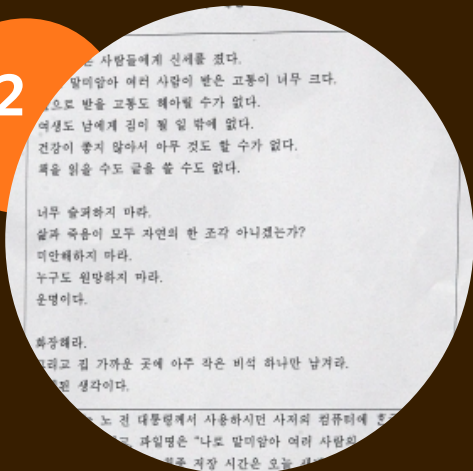 2
사람들에게 신세를 졌다.
말미암아 여러 사람이 받은 고통이 너무 크다.
으로 받을 고통도 헤아릴 수가 없다.
여생도 남에게 짐이 될 일 밖에 없다.
건강이 좋지 않아서 아무 것도 할 수가 없다.
책을 읽을 수도 글을 쓸 수도 없다.
너무 슬퍼하지 마라.
삶과 죽음이 모두 자연의 한 조각 아니겠는가?
미안해하지 마라.
누구도 원망하지 마라.
운명이다.
화장해라.
그리고 집 가까운 곳에 아주 작은 비석 하나만 남겨라.
된 생각이다.
노 전 대통령께서 사용하시던 사저의 컴퓨터에
파일명은 "나로 말미암아 여러 사람의
저장 시간은 오늘